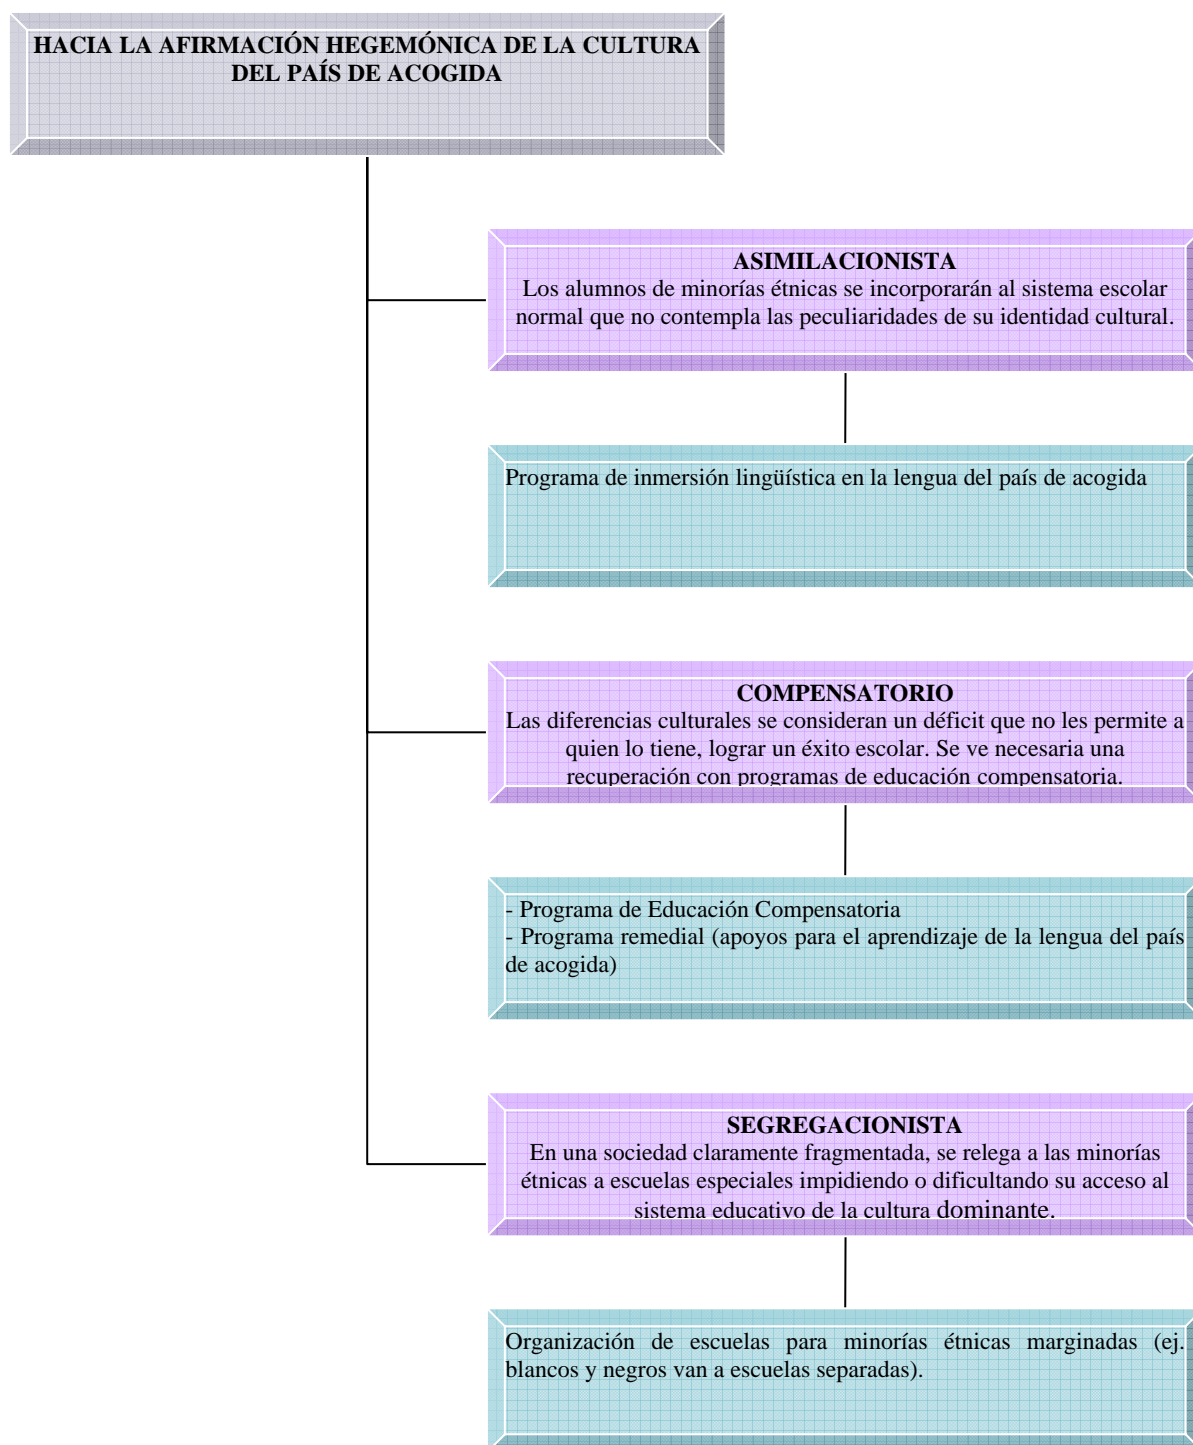 HACIA LA AFIRMACIÓN HEGEMÓNICA DE LA CULTURA
DEL PAÍS DE ACOGIDA
ASIMILACIONISTA
Los alumnos de minorías étnicas se incorporarán al sistema escolar
normal que no contempla las peculiaridades de su identidad cultural.
Programa de inmersión lingüística en la lengua del país de acogida
COMPENSATORIO
Las diferencias culturales se consideran un déficit que no les permite a
quien lo tiene, lograr un éxito escolar. Se ve necesaria una
recuperación con programas de educación compensatoria.
- Programa de Educación Compensatoria
- Programa remedial (apoyos para el aprendizaje de la lengua del país
de acogida)
SEGREGACIONISTA
En una sociedad claramente fragmentada, se relega a las minorías
étnicas a escuelas especiales impidiendo o dificultando su acceso al
sistema educativo de la cultura dominante.
Organización de escuelas para minorías étnicas marginadas (ej.
blancos y negros van a escuelas separadas).